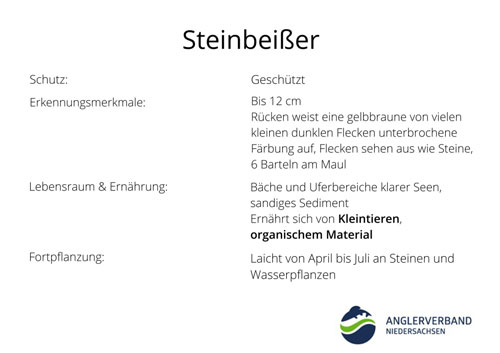 Steinbeißer
Schutz: Geschützt
Erkennungsmerkmale: Bis 12 cm
Rücken weist eine gelbbraune von vielen
kleinen dunklen Flecken unterbrochene
Färbung auf, Flecken sehen aus wie Steine,
6 Barteln am Maul
Lebensraum & Ernährung: Bäche und Uferbereiche klarer Seen,
sandiges Sediment
Ernährt sich von Kleintieren,
organischem Material
Fortpflanzung: Laicht von April bis Juli an Steinen und
Wasserpflanzen
ANGLERVERBAND
NIEDERSACHSEN